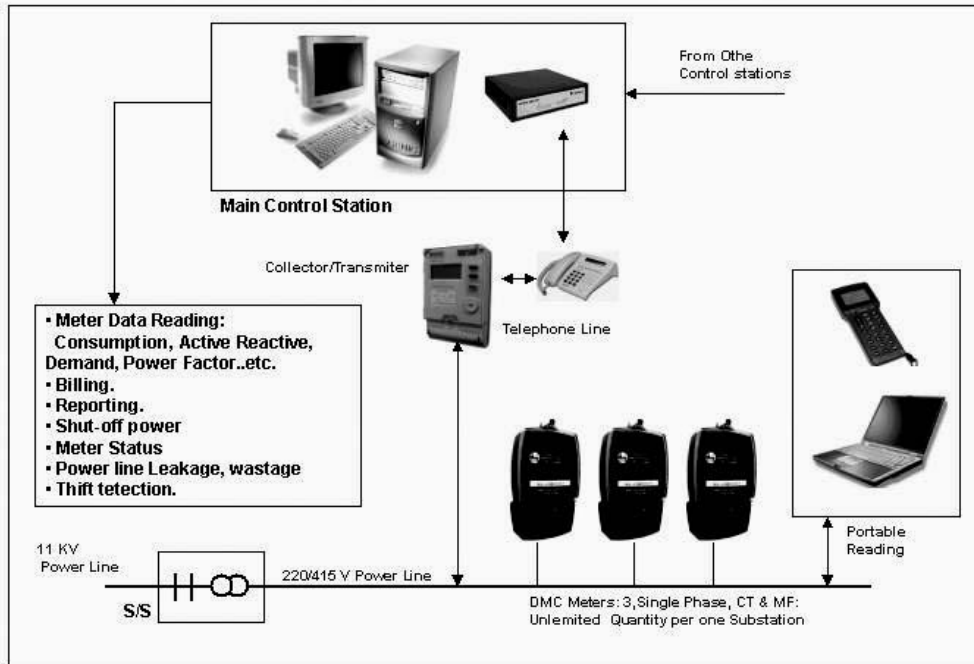 From Othe
Control stations
Main Control Station
Collector/Transmiter
Telephone Line
• Meter Data Reading:
Consumption, Active Reactive,
Demand, Power Factor..etc.
• Billing.
• Reporting.
• Shut-off power
• Meter Status
• Power line Leakage, wastage
• Thift tetection.
Portable
Reading
11 KV
Power Line
220/415 V Power Line
S/S
DMC Meters: 3,Single Phase, CT & MF:
Unlemited Quantity per one Substation